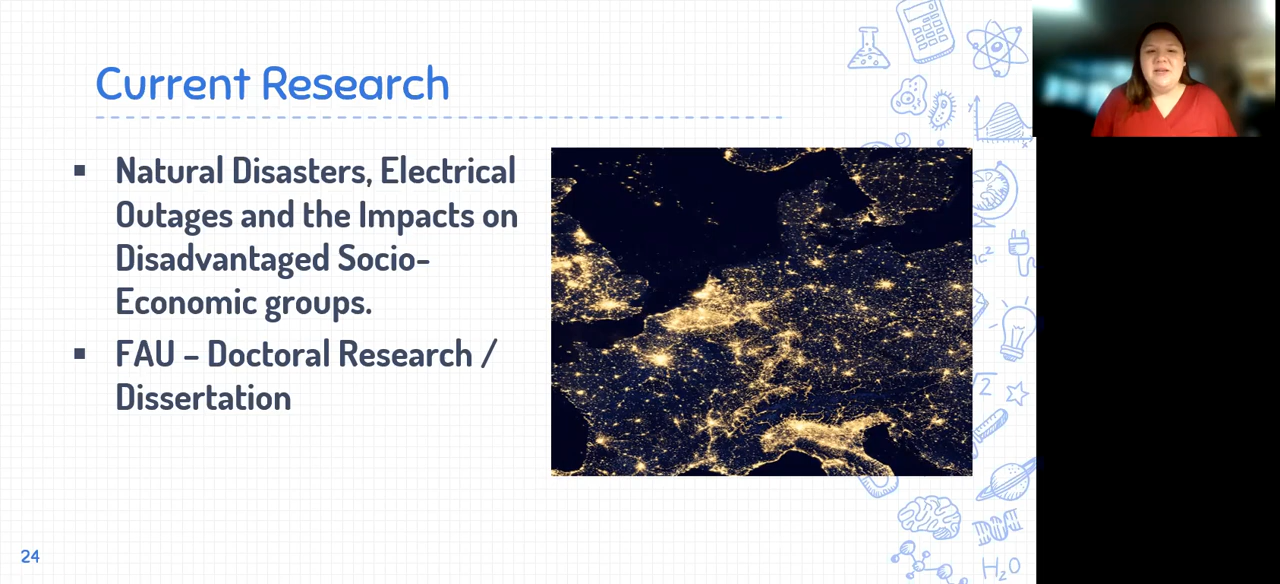 Current Research
▪ Natural Disasters, Electrical
Outages and the Impacts on
Disadvantaged Socio-
Economic groups.
▪ FAU – Doctoral Research /
Dissertation
24
H₂O